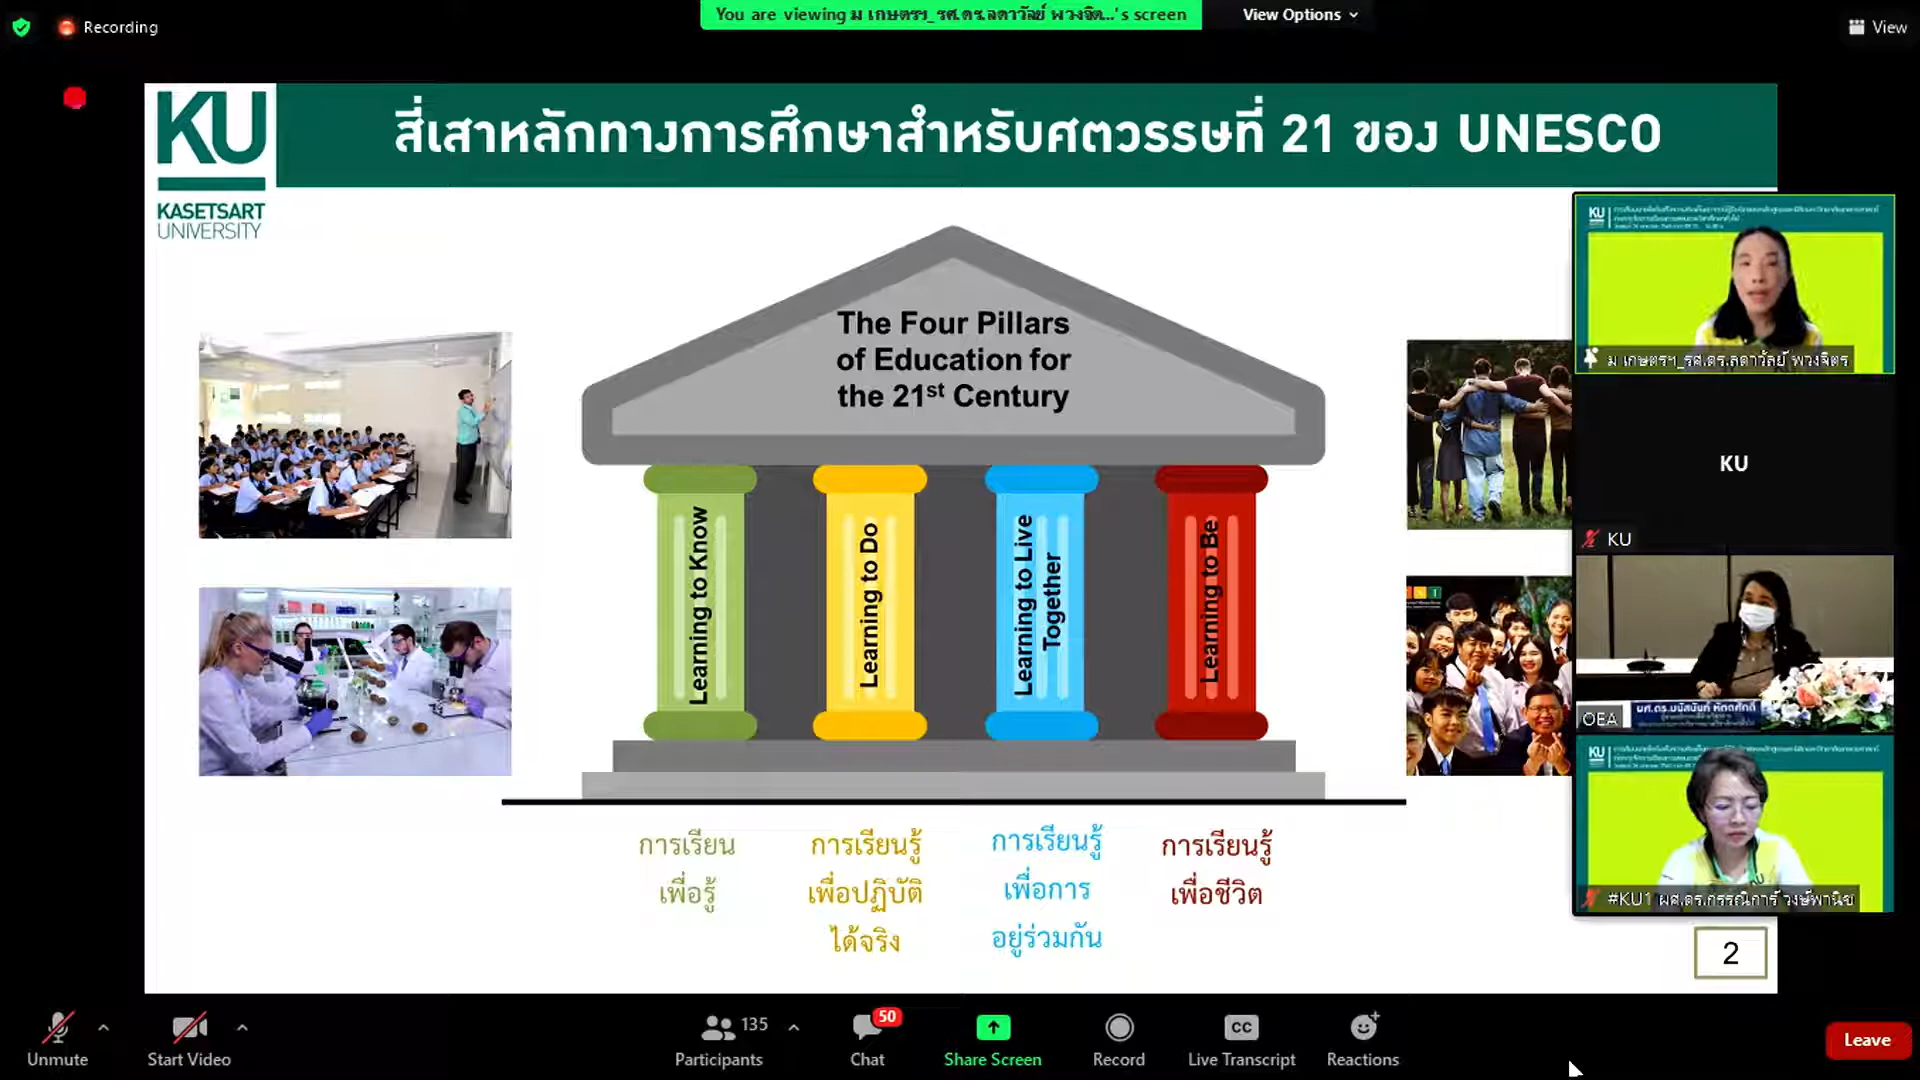 You are viewing ม เกษตรฯ_รศ.ดร.ลดาวัลย์ พวงจิต...'s screen
View Options
Recording
View
KU
KASETSART
UNIVERSITY
สี่เสาหลักทางการศึกษาสำหรับศตวรรษที่ 21 ของ UNESCO
The Four Pillars
of Education for
the 21st Century
Learning to Know
Learning to Do
Learning to Live
Together
Learning to Be
การเรียน
เพื่อรู้
การเรียนรู้
เพื่อปฏิบัติ
ได้จริง
การเรียนรู้
เพื่อการ
อยู่ร่วมกัน
การเรียนรู้
เพื่อชีวิต
2
KU
ม เกษตรฯ_รศ.ดร.ลดาวัลย์ พวงจิตร
KU
KU
OEA
KU
#KU1 ผศ.ดร.กรรณิการ์ วงษ์พานิช
Unmute
Start Video
135
Participants
50
Chat
Share Screen
Record
CC
Live Transcript
Reactions
Leave